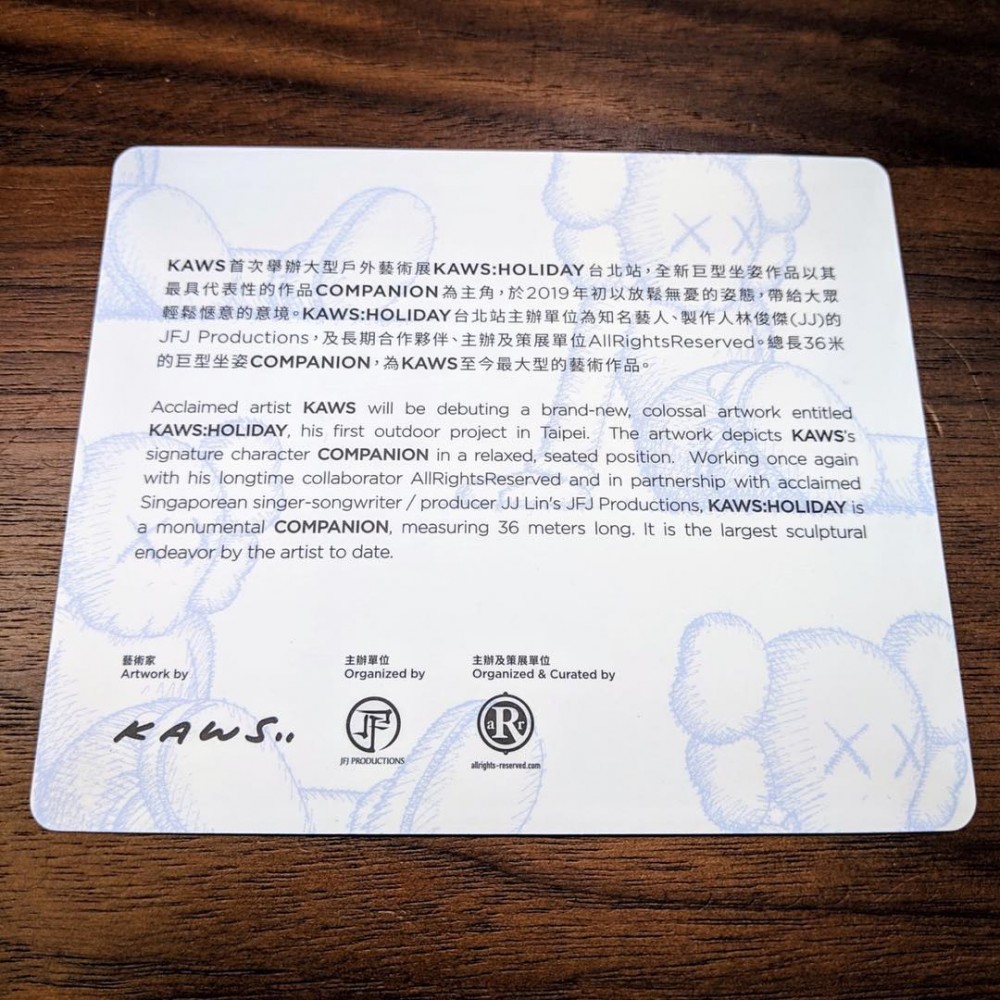 KAWS首次舉辦大型戶外藝術展KAWS:HOLIDAY台北站，全新巨型坐姿作品以其
最具代表性的作品COMPANION為主角，於2019年初以放鬆無憂的姿態，帶給大眾
輕鬆愜意的意境。KAWS:HOLIDAY台北站主辦單位為知名藝人、製作人林俊傑(JJ)的
JFJ Productions，及長期合作夥伴、主辦及策展單位AllRightsReserved。總長36米
的巨型坐姿COMPANION，為KAWS至今最大型的藝術作品。
Acclaimed artist KAWS will be debuting a brand-new, colossal artwork entitled
KAWS:HOLIDAY, his first outdoor project in Taipei. The artwork depicts KAWS's
signature character COMPANION in a relaxed, seated position. Working once again
with his longtime collaborator AllRightsReserved and in partnership with acclaimed
Singaporean singer-songwriter / producer JJ Lin's JFJ Productions, KAWS:HOLIDAY is
a monumental COMPANION, measuring 36 meters long. It is the largest sculptural
endeavor by the artist to date.
藝術家
Artwork by
KAWS..
主辦單位
Organized by
JFJ PRODUCTIONS
主辦及策展單位
Organized & Curated by
aRr
allrights-reserved.com